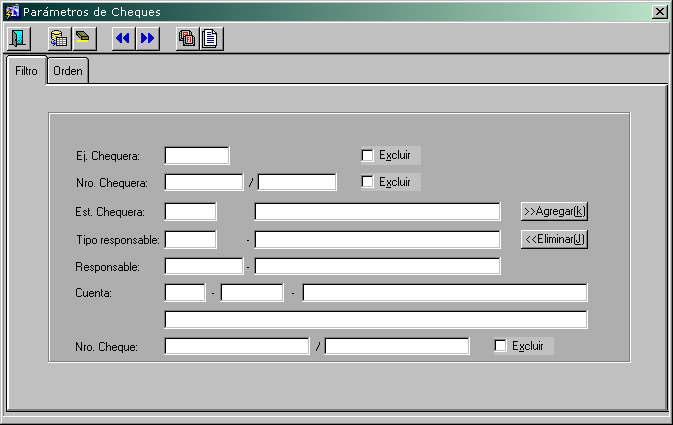 Parámetros de Cheques
Filtro Orden
Ej. Chequera: Excluir
Nro. Chequera: / Excluir
Est. Chequera: >>Agregar(k)
Tipo responsable: - <<Eliminar(J)
Responsable: -
Cuenta: - -
Nro. Cheque: / Excluir